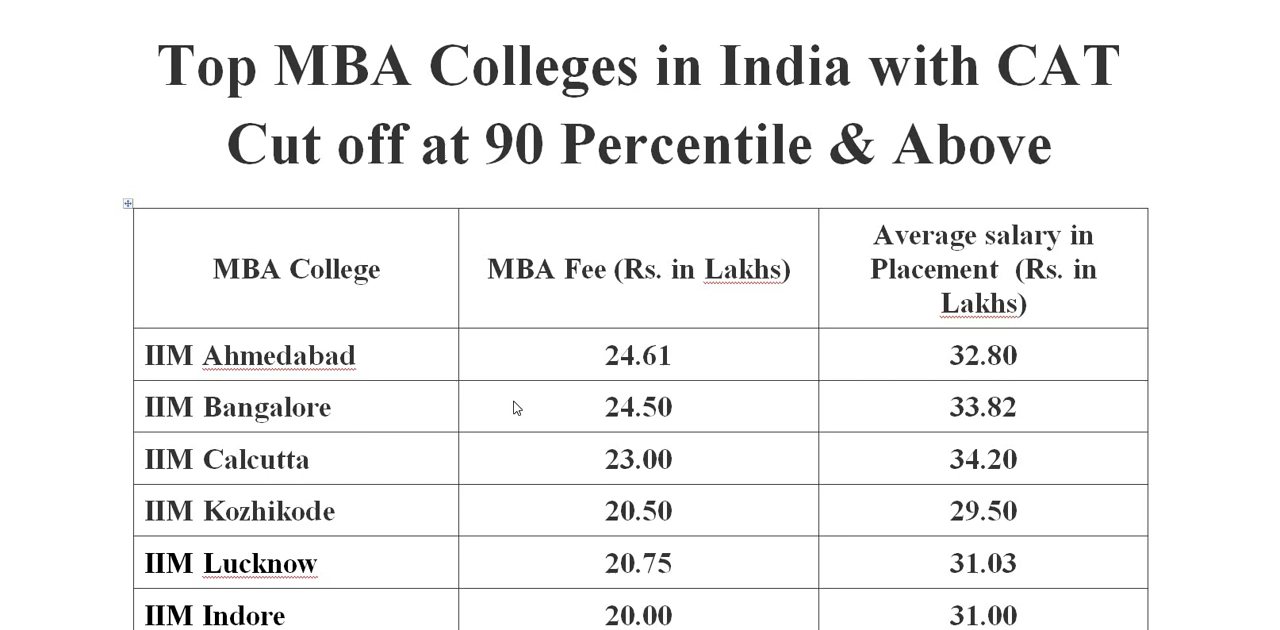 Top MBA Colleges in India with CAT
Cut off at 90 Percentile & Above
MBA College
MBA Fee (Rs. in Lakhs)
Average salary in
Placement (Rs. in
Lakhs)
IIM Ahmedabad 24.61 32.80
IIM Bangalore 24.50 33.82
IIM Calcutta 23.00 34.20
IIM Kozhikode 20.50 29.50
IIM Lucknow 20.75 31.03
IIM Indore 20.00 31.00